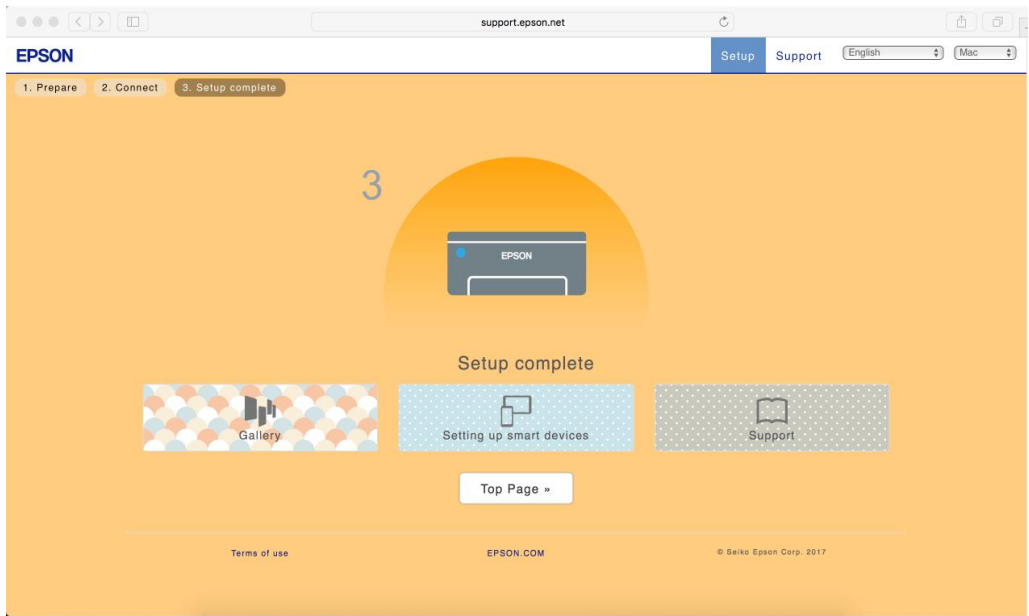 support.epson.net
EPSON
Setup Support English Mac
1. Prepare 2. Connect 3. Setup complete
3
EPSON
Setup complete
Gallery Setting up smart devices Support
Top Page »
Terms of use EPSON.COM © Seiko Epson Corp. 2017